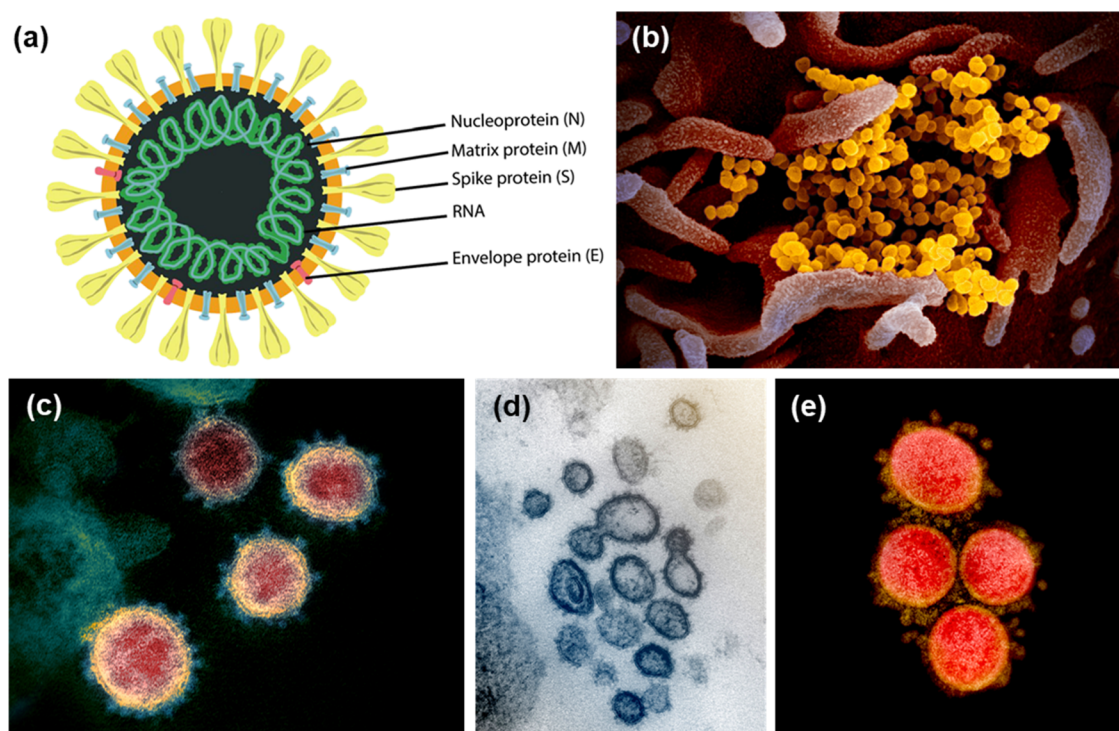 (a)
Nucleoprotein (N)
Matrix protein (M)
Spike protein (S)
RNA
Envelope protein (E)
(b)
(c)
(d)
(e)